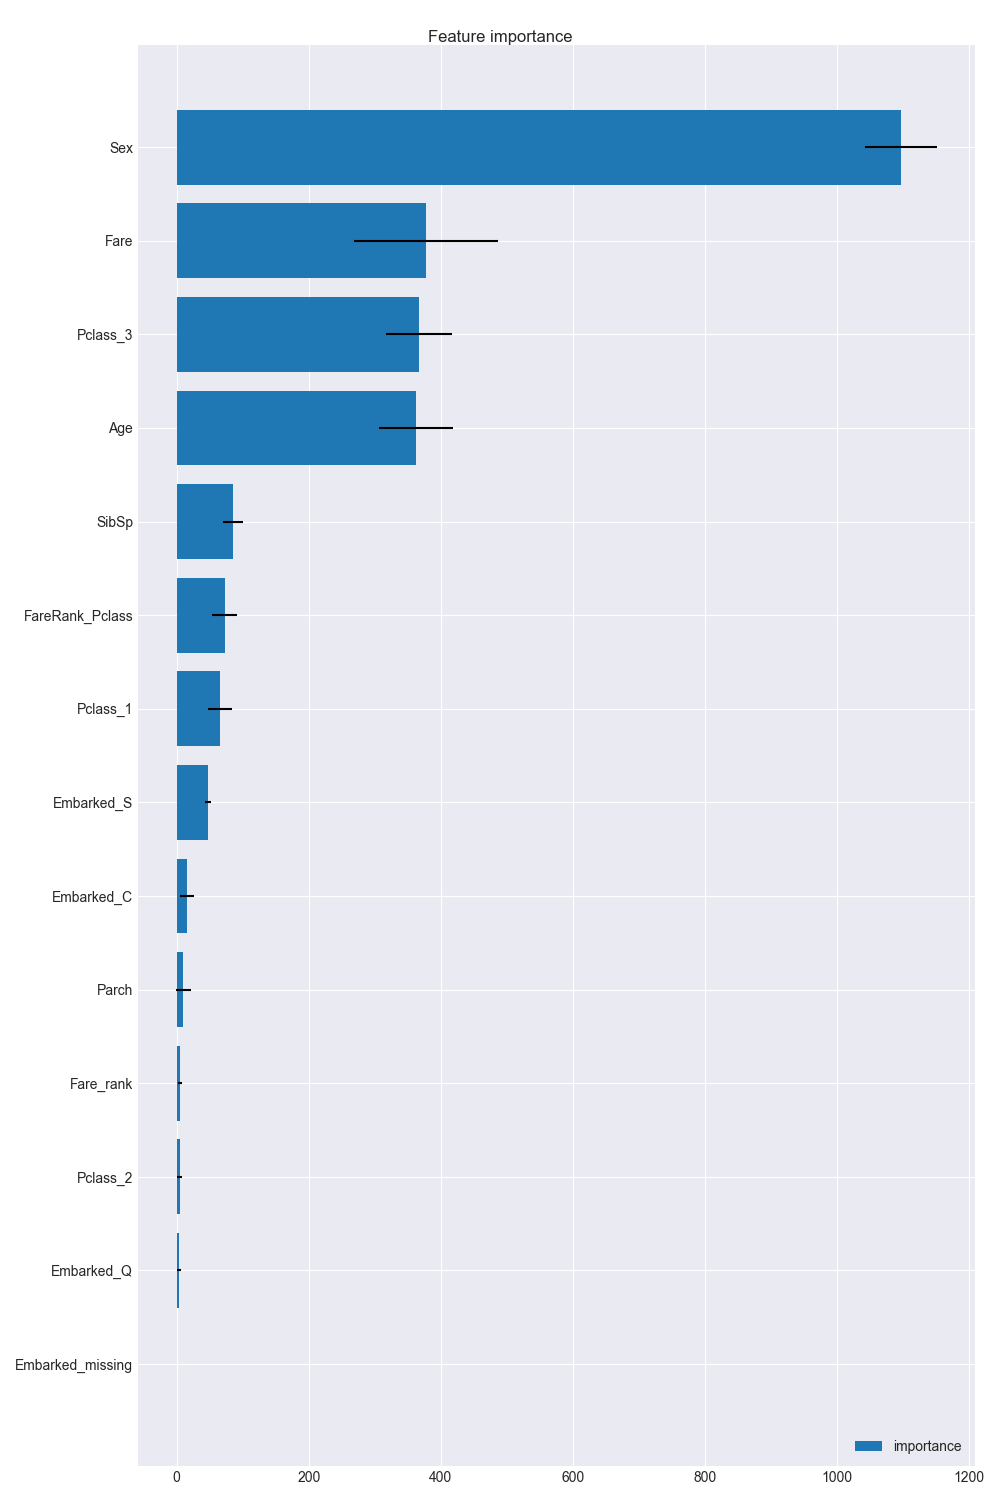 Feature importance
Sex
Fare
Pclass_3
Age
SibSp
FareRank_Pclass
Pclass_1
Embarked_S
Embarked_C
Parch
Fare_rank
Pclass_2
Embarked_Q
Embarked_missing
importance
0 200 400 600 800 1000 1200